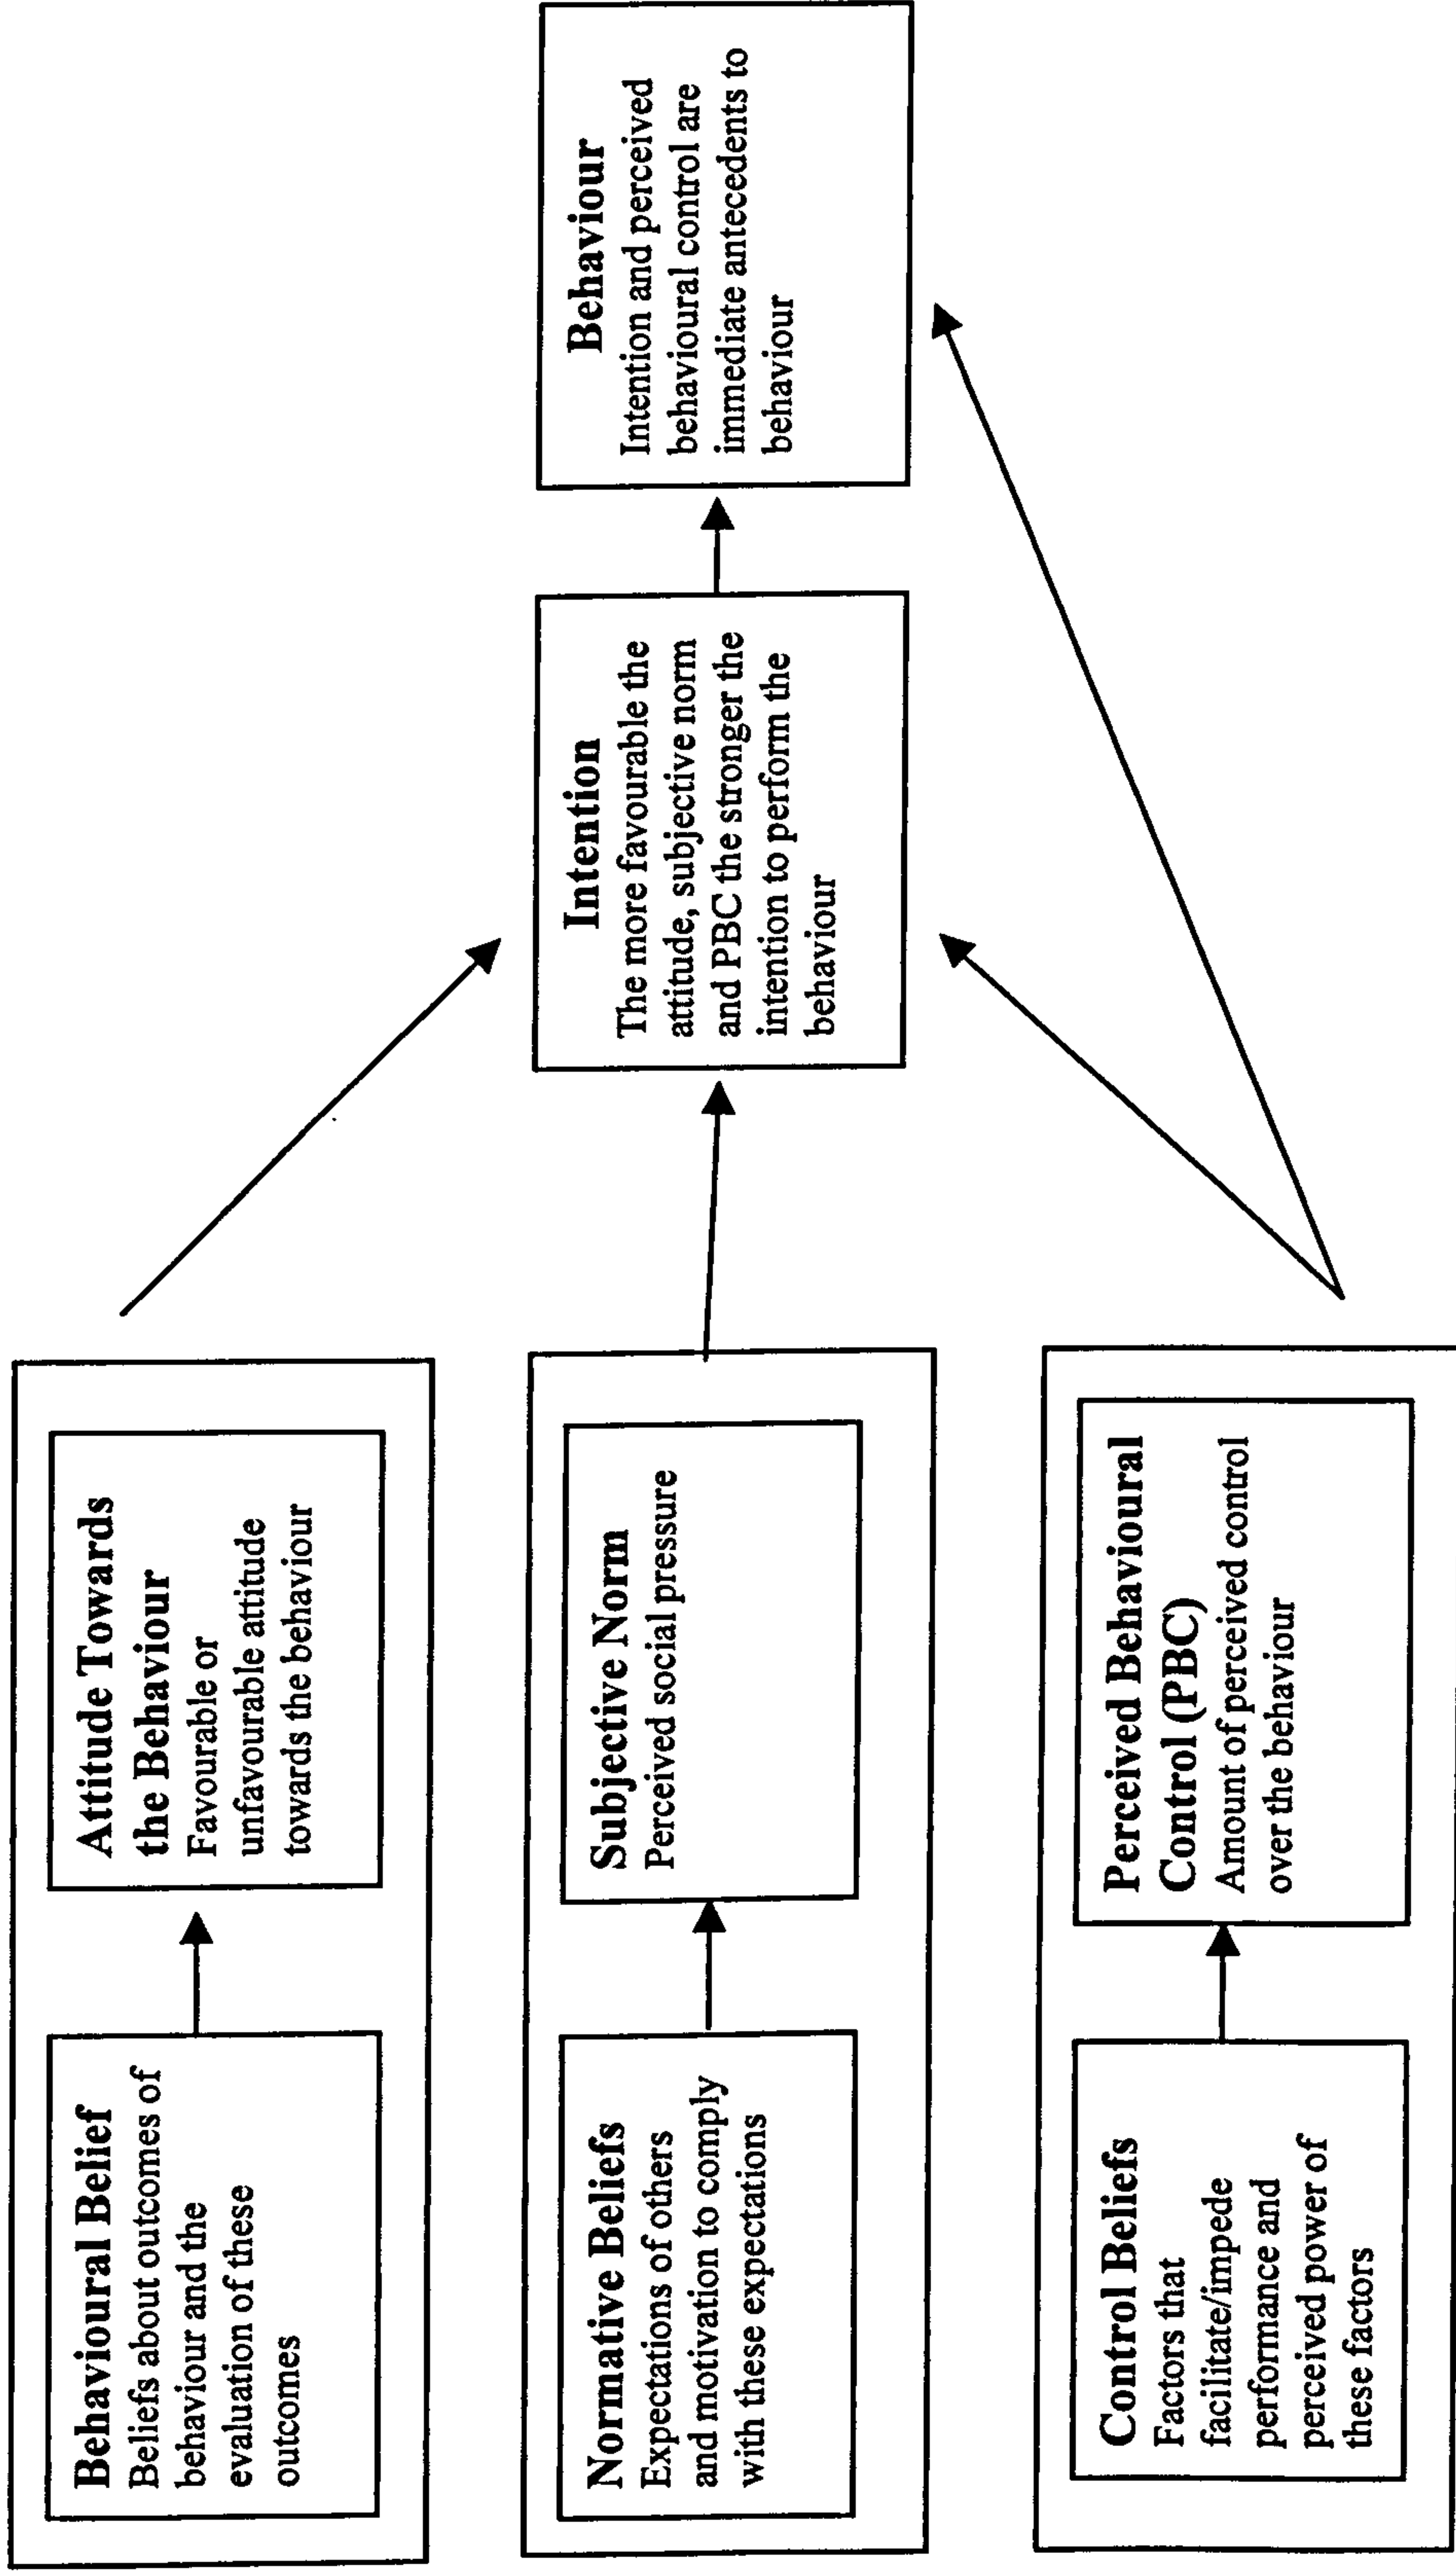 Behavioural Belief
Beliefs about outcomes of
behaviour and the
evaluation of these
outcomes
Attitude Towards
the Behaviour
Favourable or
unfavourable attitude
towards the behaviour
Normative Beliefs
Expectations of others
and motivation to comply
with these expectations
Subjective Norm
Perceived social pressure
Control Beliefs
Factors that
facilitate/impede
performance and
perceived power of
these factors
Perceived Behavioural
Control (PBC)
Amount of perceived control
over the behaviour
Intention
The more favourable the
attitude, subjective norm
and PBC the stronger the
intention to perform the
behaviour
Behaviour
Intention and perceived
behavioural control are
immediate antecedents to
behaviour